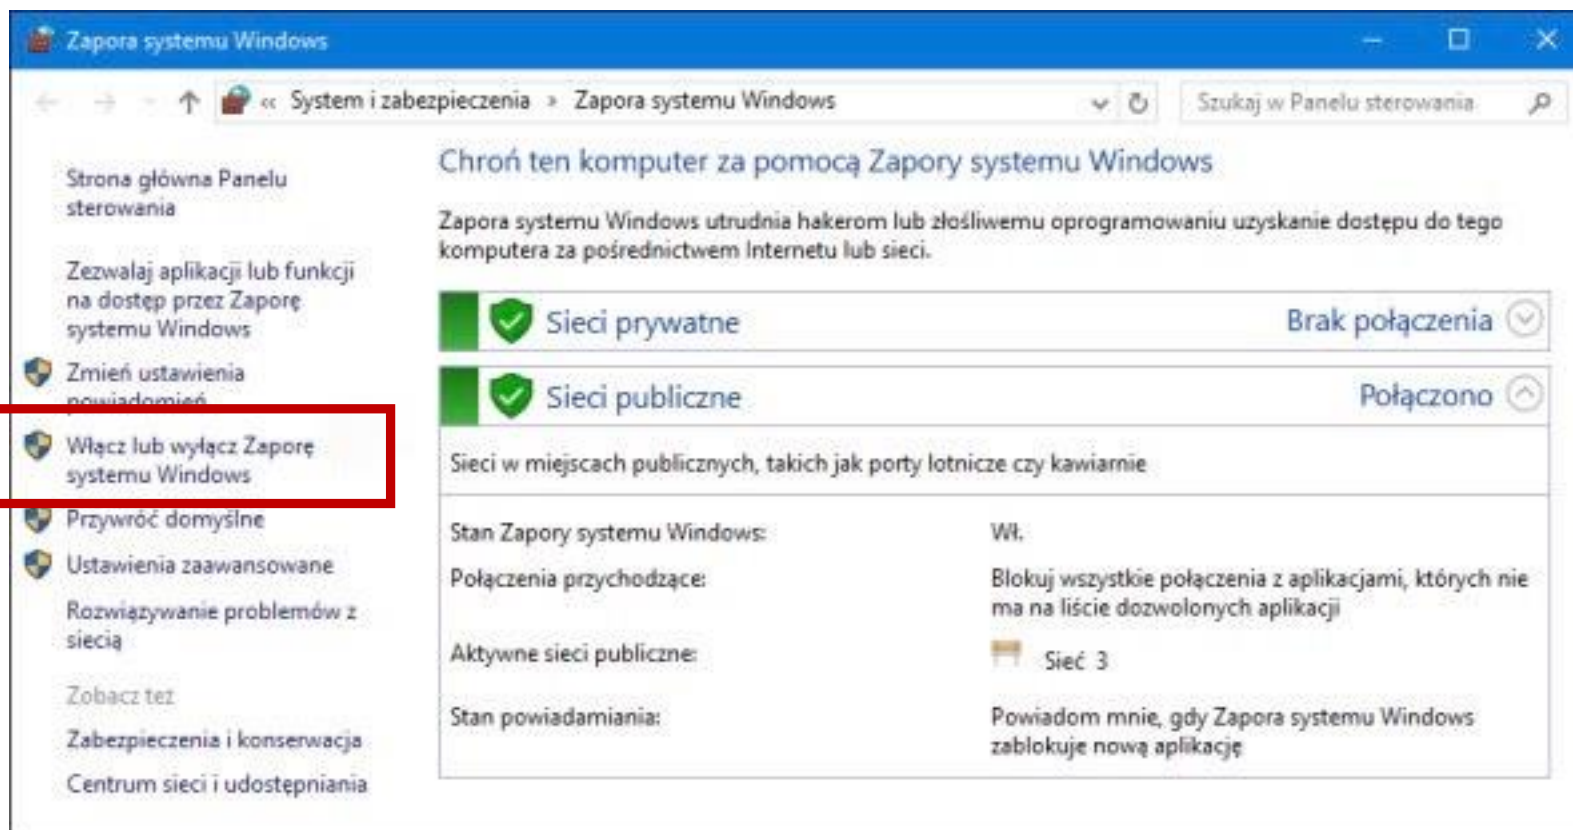 Zapora systemu Windows
« System i zabezpieczenia » Zapora systemu Windows
Szukaj w Panelu sterowania
Strona główna Panelu
sterowania
Zezwalaj aplikacji lub funkcji
na dostęp przez Zaporę
systemu Windows
Zmień ustawienia
powiadomień
Włącz lub wyłącz Zaporę
systemu Windows
Przywróć domyślne
Ustawienia zaawansowane
Rozwiązywanie problemów z
siecią
Zobacz też
Zabezpieczenia i konserwacja
Centrum sieci i udostępniania
Chroń ten komputer za pomocą Zapory systemu Windows
Zapora systemu Windows utrudnia hakerom lub złośliwemu oprogramowaniu uzyskanie dostępu do tego
komputera za pośrednictwem Internetu lub sieci.
Sieci prywatne Brak połączenia
Sieci publiczne Połączono
Sieci w miejscach publicznych, takich jak porty lotnicze czy kawiarnie
Stan Zapory systemu Windows: Wł.
Połączenia przychodzące: Blokuj wszystkie połączenia z aplikacjami, których nie
ma na liście dozwolonych aplikacji
Aktywne sieci publiczne: Sieć 3
Stan powiadamiania: Powiadom mnie, gdy Zapora systemu Windows
zablokuje nową aplikację